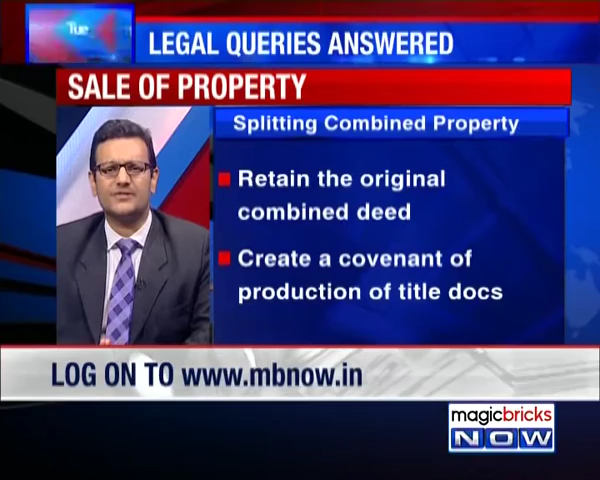 Tue
LEGAL QUERIES ANSWERED
SALE OF PROPERTY
Splitting Combined Property
Retain the original
combined deed
Create a covenant of
production of title docs
LOG ON TO www.mbnow.in
magicbricks
NOW